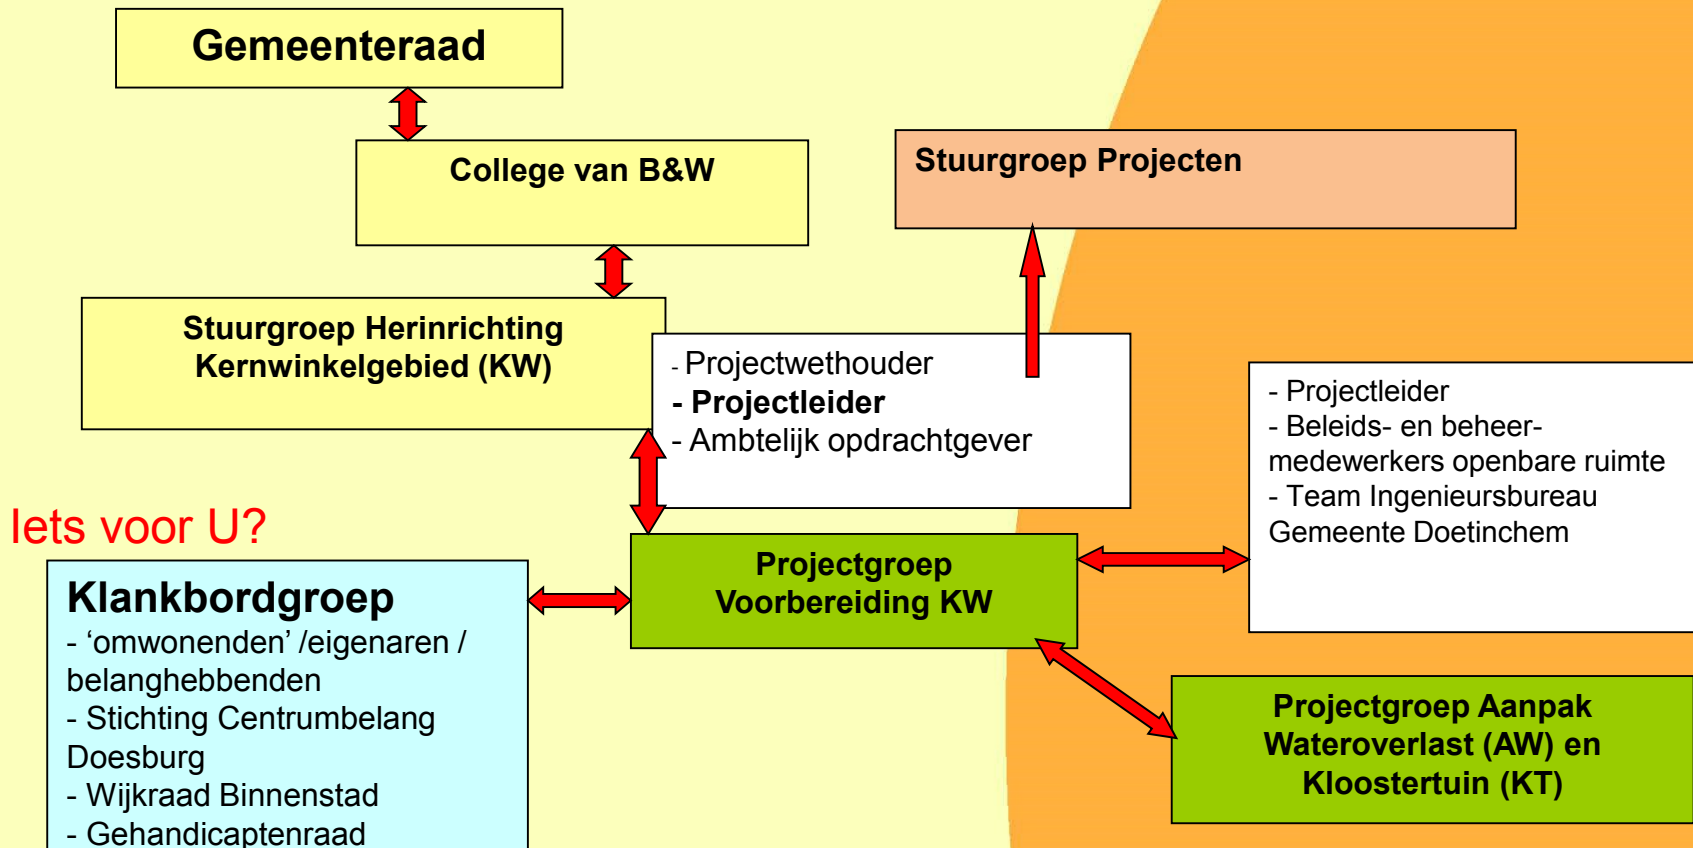 Gemeenteraad
College van B&W
Stuurgroep Projecten
Stuurgroep Herinrichting
Kernwinkelgebied (KW)
- Projectwethouder
- Projectleider
- Ambtelijk opdrachtgever
- Projectleider
- Beleids- en beheer-
medewerkers openbare ruimte
- Team Ingenieursbureau
Gemeente Doetinchem
Iets voor U?
Projectgroep
Voorbereiding KW
Klankbordgroep
- ‘omwonenden’ /eigenaren /
belanghebbenden
- Stichting Centrumbelang
Doesburg
- Wijkraad Binnenstad
- Gehandicaptenraad
Projectgroep Aanpak
Wateroverlast (AW) en
Kloostertuin (KT)